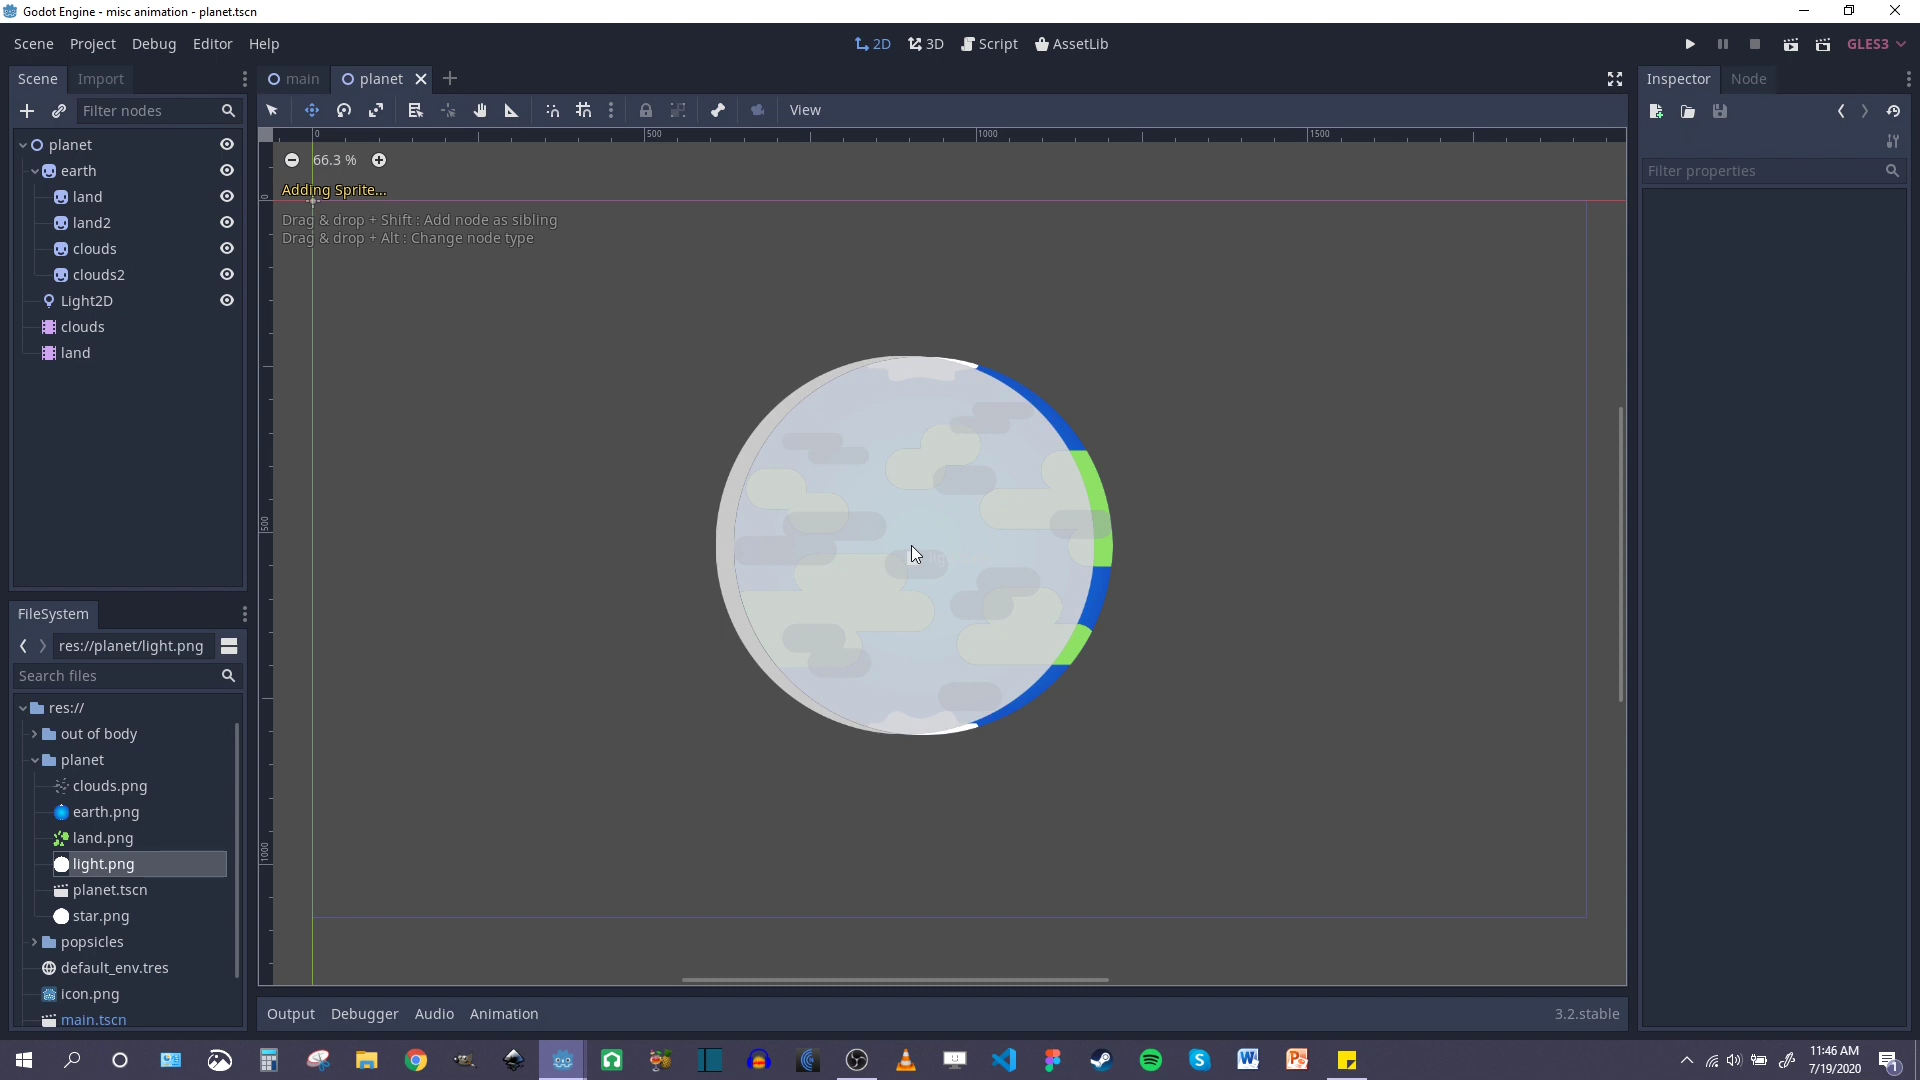 Godot Engine - misc animation - planet.tscn
Scene Project Debug Editor Help
2D 3D Script AssetLib
GLES3
Scene Import
main planet
Inspector Node
Filter nodes
View
Filter properties
0 500 1000 1500
0
500
1000
66.3 %
Adding Sprite...
Drag & drop + Shift : Add node as sibling
Drag & drop + Alt : Change node type
planet
earth
land
land2
clouds
clouds2
Light2D
clouds
land
FileSystem
res://planet/light.png
Search files
res://
out of body
planet
clouds.png
earth.png
land.png
light.png
planet.tscn
star.png
popsicles
default_env.tres
icon.png
main.tscn
Output Debugger Audio Animation
3.2.stable
11:46 AM
7/19/2020
1